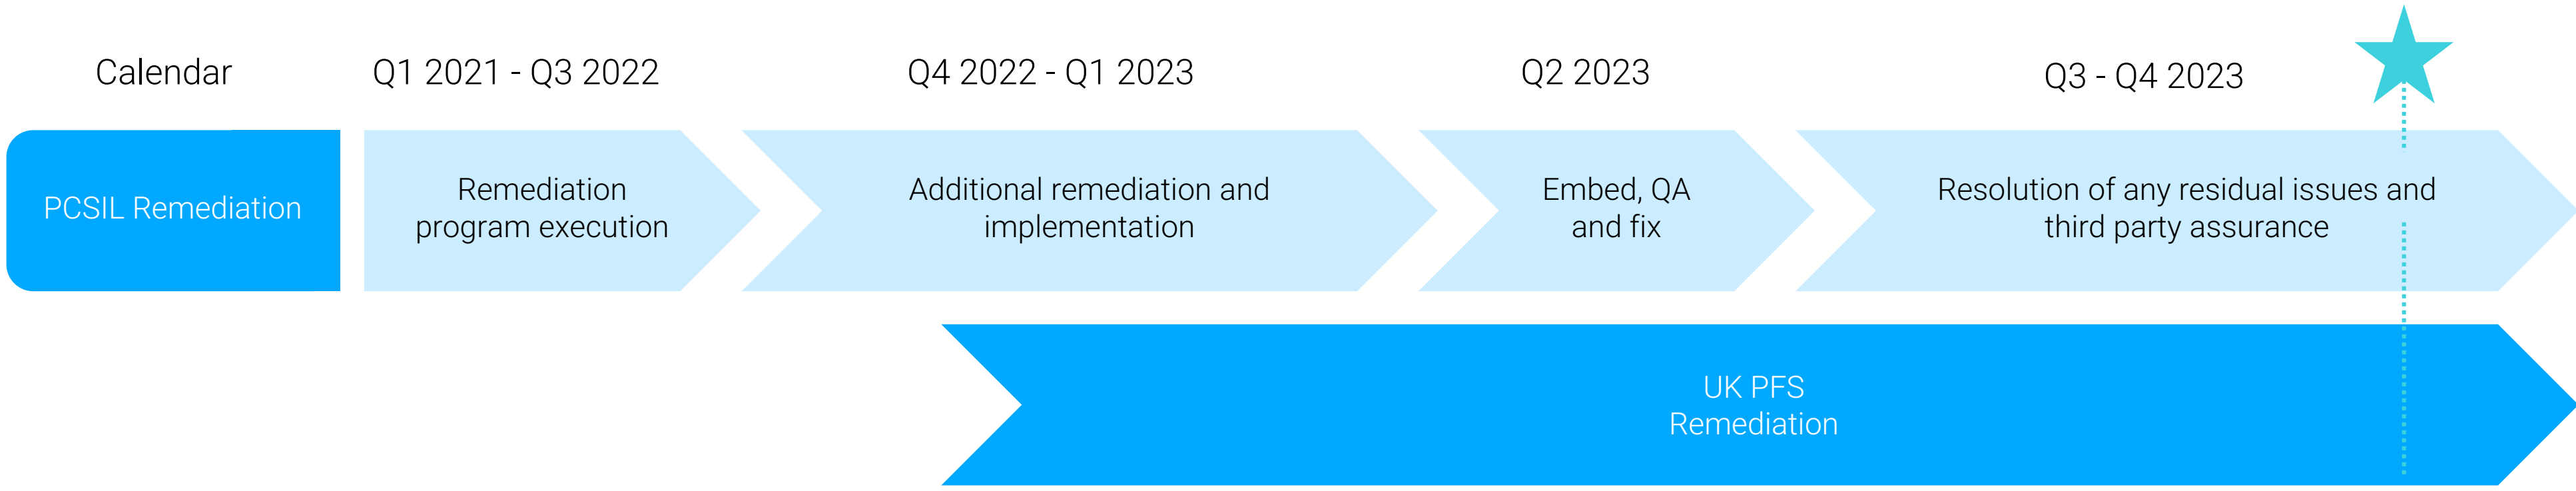 Calendar
Q1 2021 - Q3 2022
Q4 2022 - Q1 2023
Q2 2023
Q3 - Q4 2023
PCSIL Remediation
Remediation
program execution
Additional remediation and
implementation
Embed, QA
and fix
Resolution of any residual issues and
third party assurance
UK PFS
Remediation